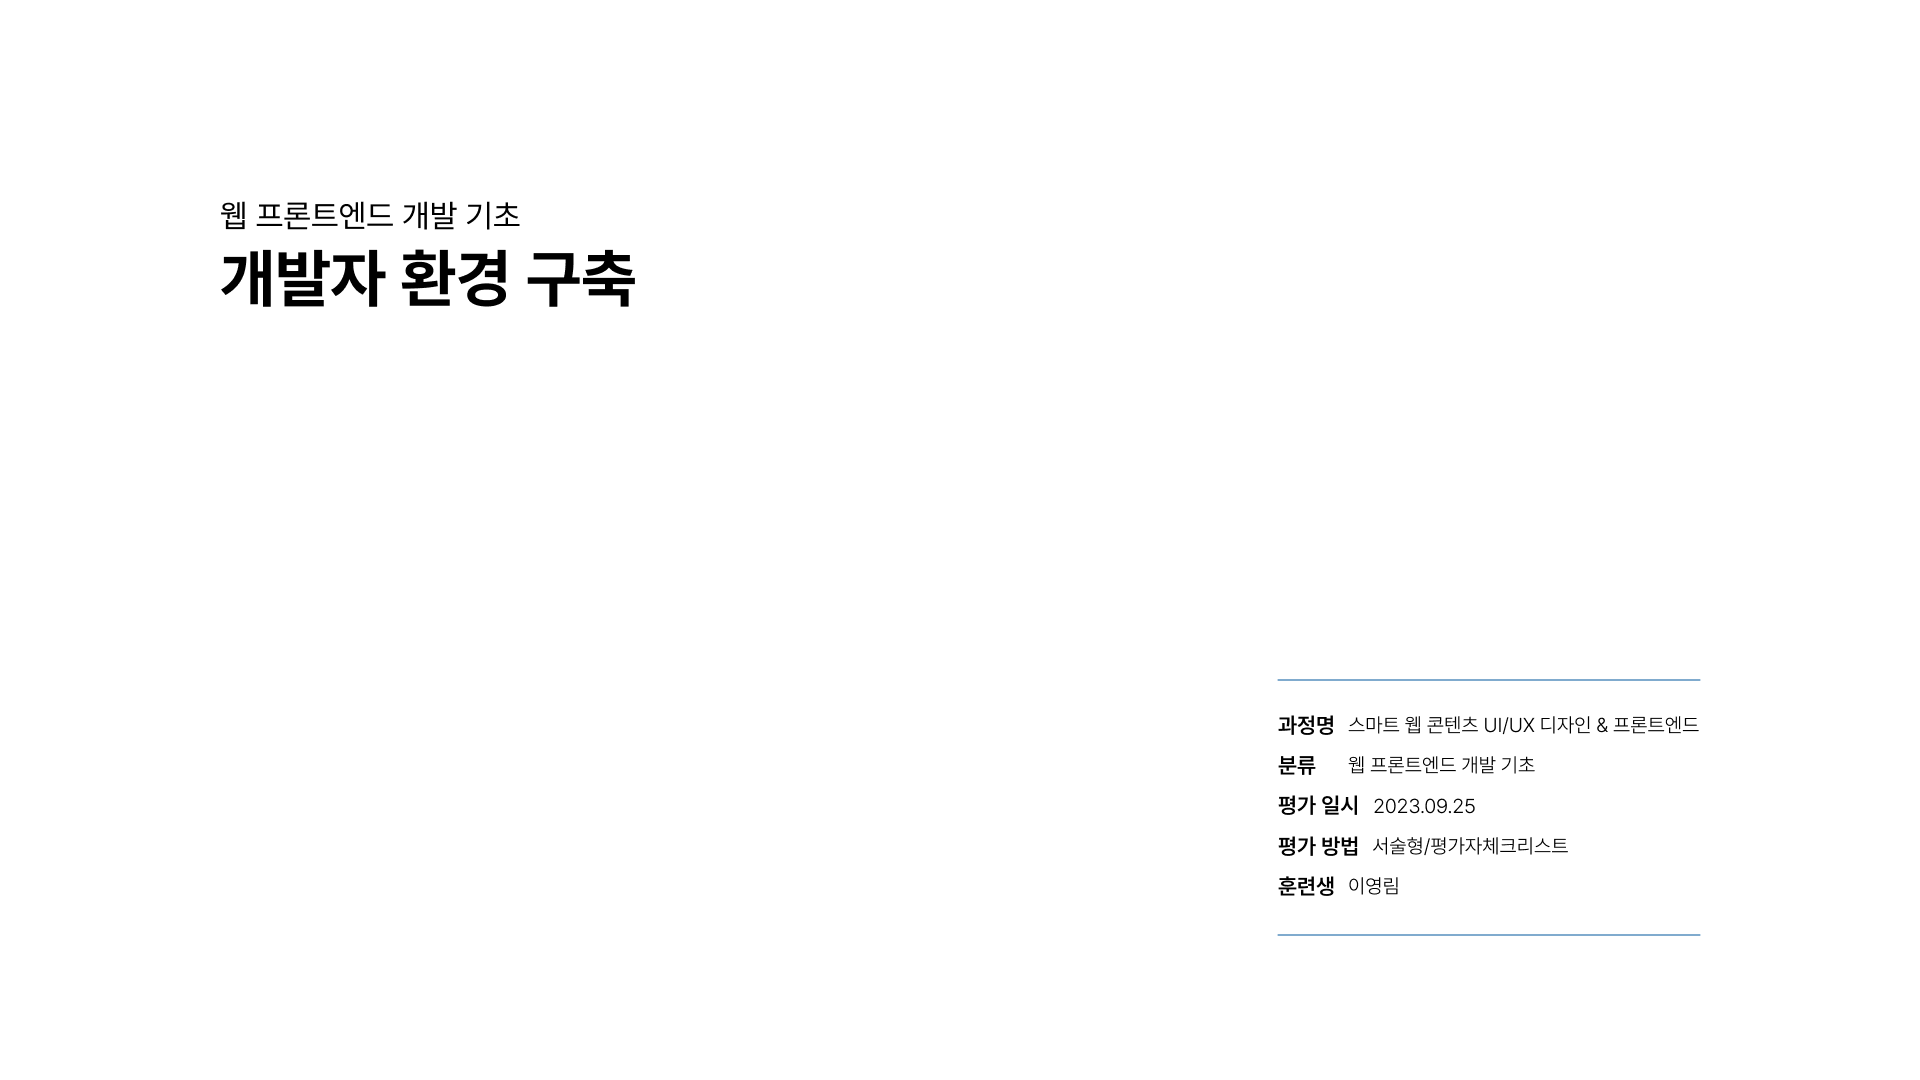 웹 프론트엔드 개발 기초
개발자 환경 구축
과정명 스마트 웹 콘텐츠 UI/UX 디자인 & 프론트엔드
분류 웹 프론트엔드 개발 기초
평가 일시 2023.09.25
평가 방법 서술형/평가자체크리스트
훈련생 이영림